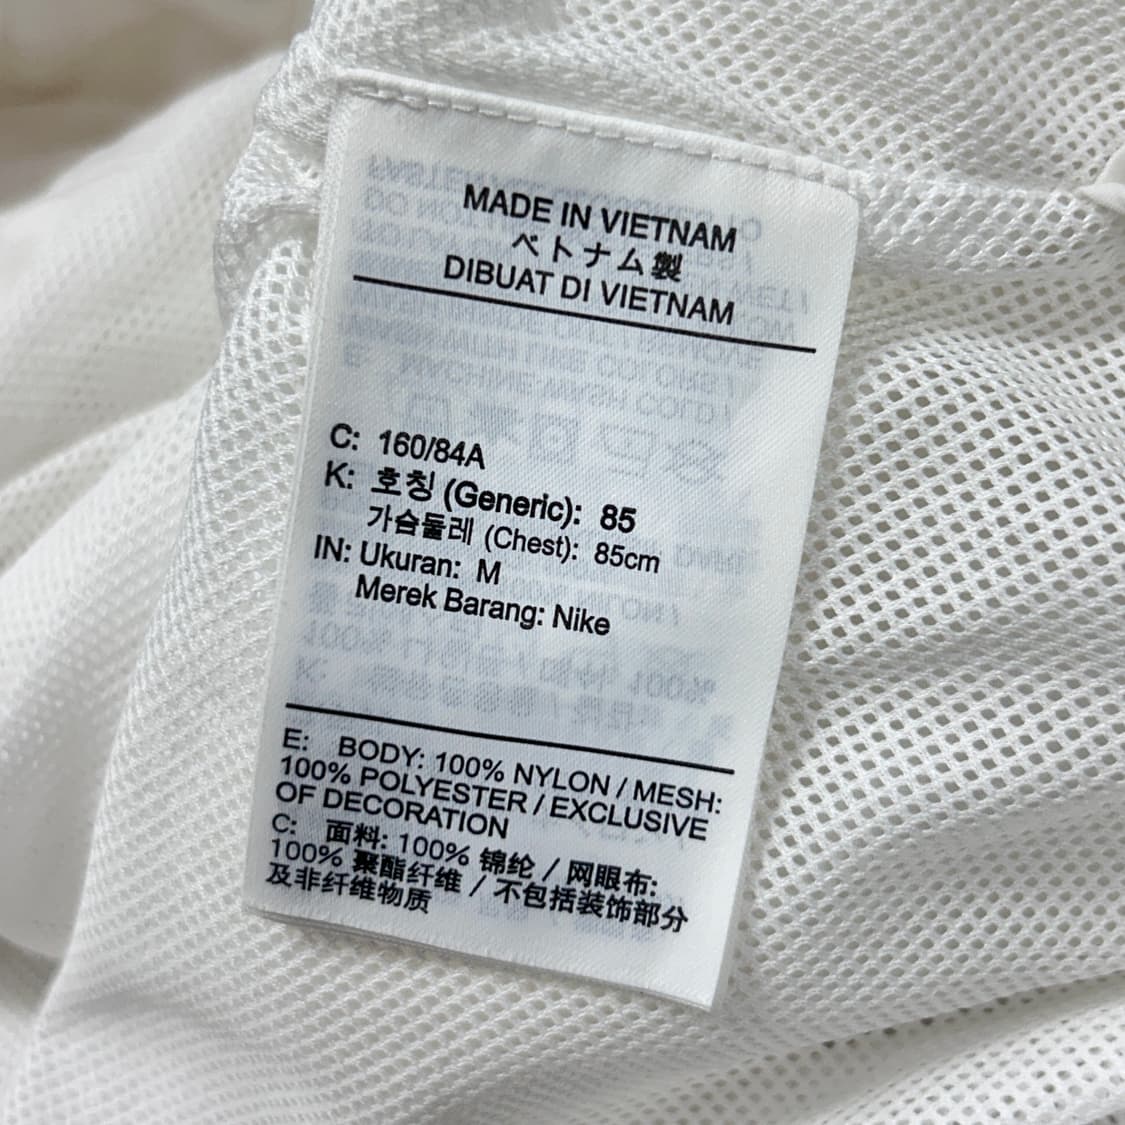 MADE IN VIETNAM
ベトナム製
DIBUAT DI VIETNAM
C: 160/84A
K: 호칭 (Generic): 85
가슴둘레 (Chest): 85cm
IN: Ukuran: M
Merek Barang: Nike
E: BODY: 100% NYLON / MESH:
100% POLYESTER / EXCLUSIVE
OF DECORATION
C: 面料: 100% 锦纶 / 网眼布:
100% 聚酯纤维 / 不包括装饰部分
及非纤维物质